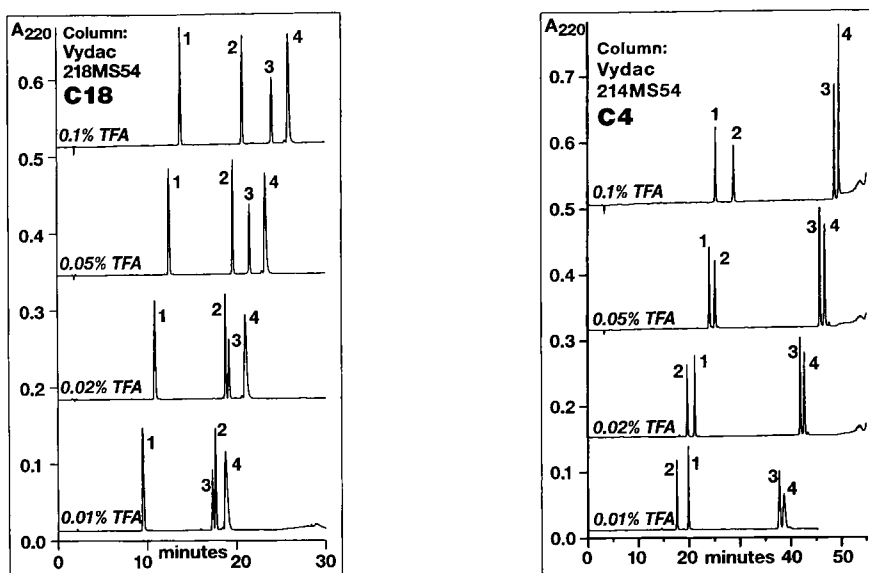 A220
Column:
Vydac
218MS54
C18
1
2
3
4
0.6
0.1% TFA
0.5
1
2
3
4
0.4
0.05% TFA
0.3
1
2
3
4
0.2
0.02% TFA
1
2
3
4
0.1
0.01% TFA
0.0
0 10 minutes 20 30
A220
Column:
Vydac
214MS54
C4
4
0.7
3
1
2
0.6
0.1% TFA
0.5
3 4
1
2
0.4
0.05% TFA
0.3
3
4
2
1
0.2
0.02% TFA
2
1
3
4
0.1
0.01% TFA
0.0
0 20 minutes 40